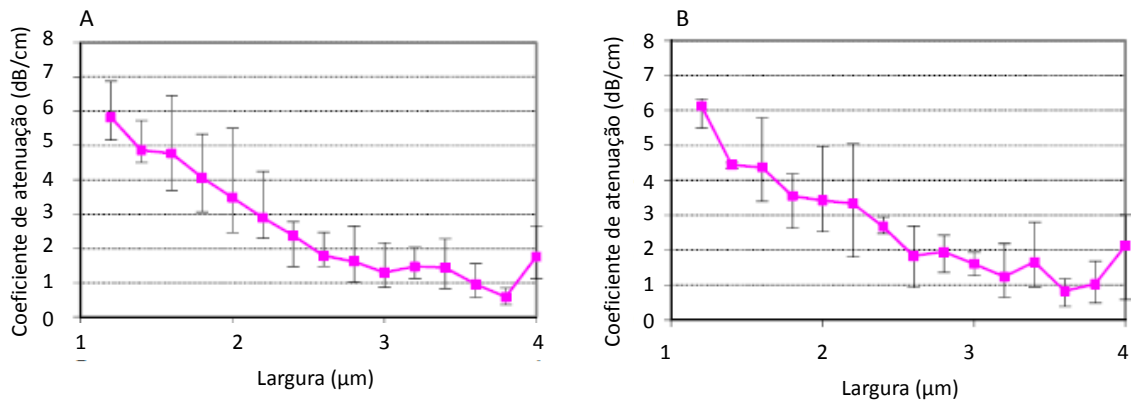 A
Coeficiente de atenuação (dB/cm)
8
7
6
5
4
3
2
1
0
1 2 3 4
Largura (μm)
B
Coeficiente de atenuação (dB/cm)
8
7
6
5
4
3
2
1
0
1 2 3 4
Largura (μm)